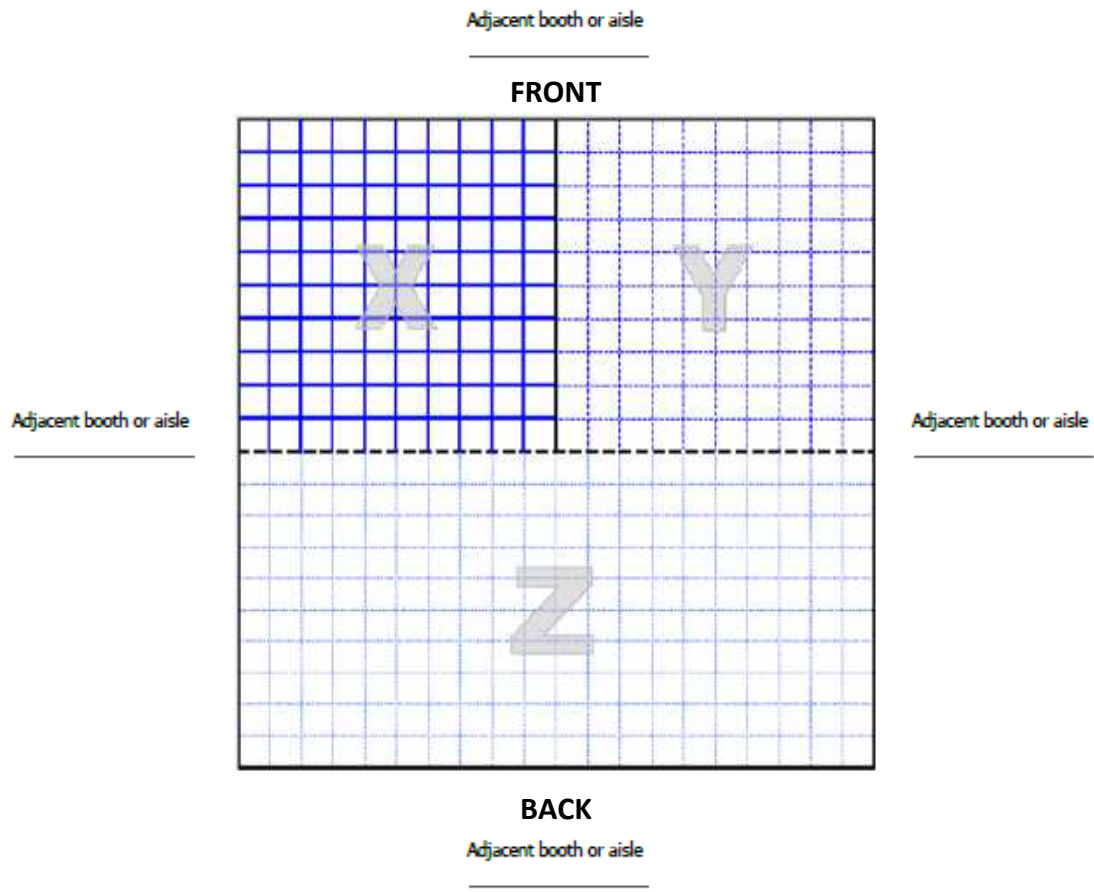 Adjacent booth or aisle
FRONT
X Y
Adjacent booth or aisle Adjacent booth or aisle
Z
BACK
Adjacent booth or aisle